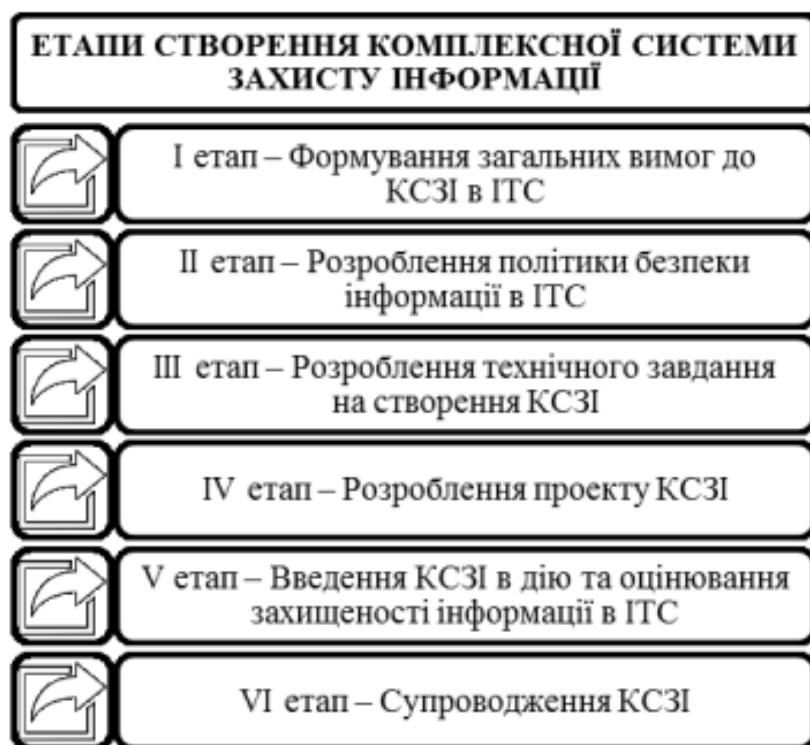 ЕТАПИ СТВОРЕННЯ КОМПЛЕКСНОЇ СИСТЕМИ
ЗАХИСТУ ІНФОРМАЦІЇ
І етап – Формування загальних вимог до
КСЗІ в ІТС
ІІ етап – Розроблення політики безпеки
інформації в ІТС
ІІІ етап – Розроблення технічного завдання
на створення КСЗІ
IV етап – Розроблення проекту КСЗІ
V етап – Введення КСЗІ в дію та оцінювання
захищеності інформації в ІТС
VI етап – Супроводження КСЗІ